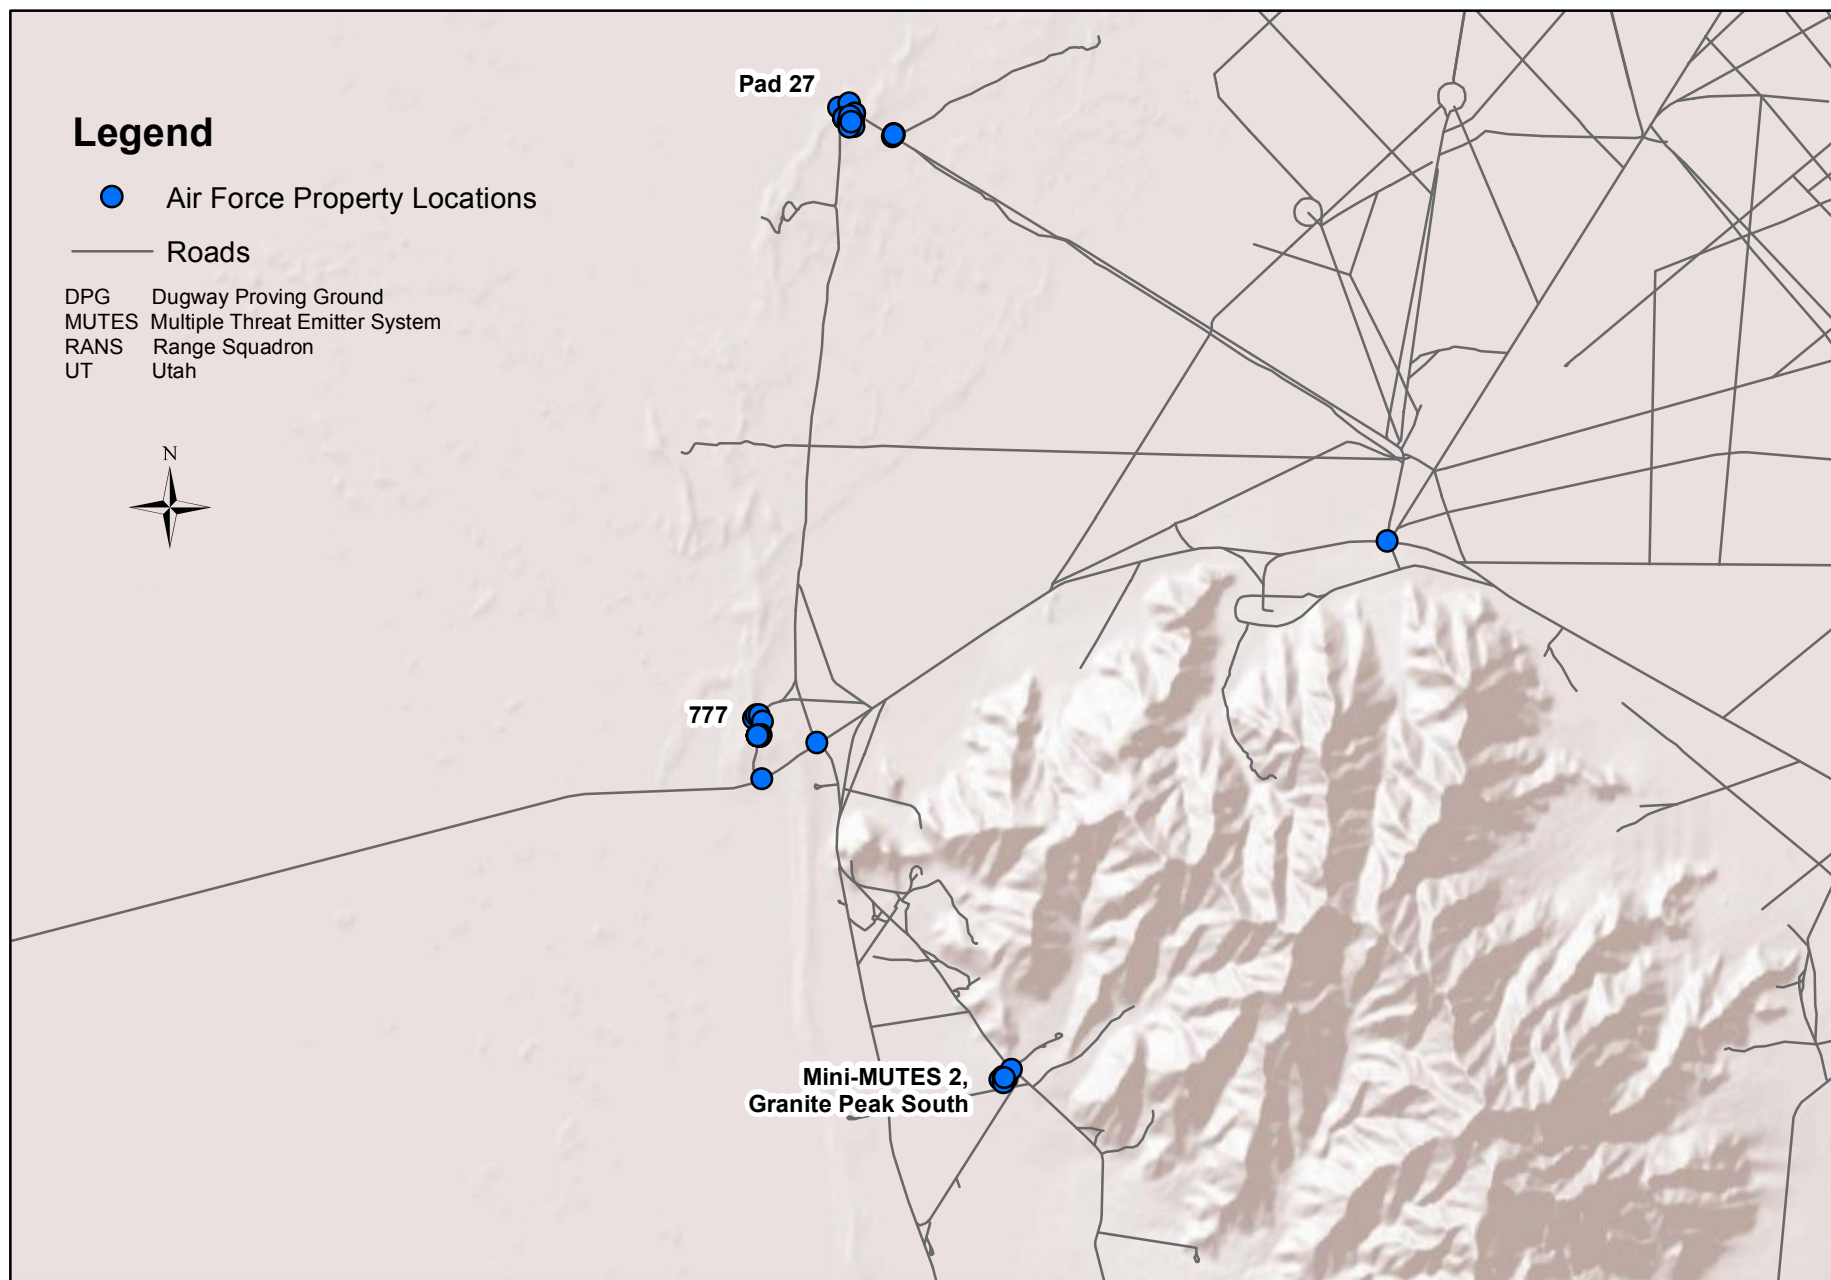 Pad 27
Legend
Air Force Property Locations
Roads
DPG Dugway Proving Ground
MUTES Multiple Threat Emitter System
RANS Range Squadron
UT Utah
N
777
Mini-MUTES 2,
Granite Peak South